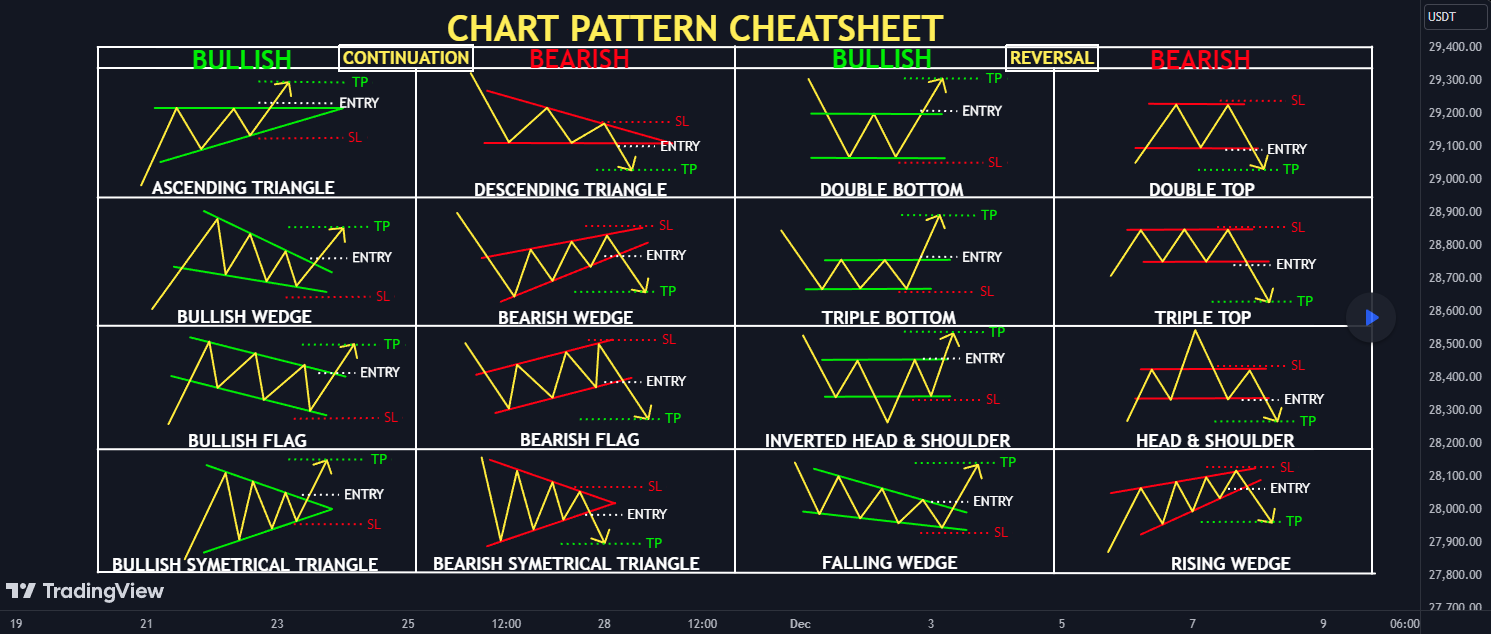 CHART PATTERN CHEATSHEET
USDT
BULLISH
CONTINUATION
BEARISH
BULLISH
REVERSAL
BEARISH
TP
ENTRY
SL
ASCENDING TRIANGLE
SL
ENTRY
TP
DESCENDING TRIANGLE
TP
ENTRY
SL
DOUBLE BOTTOM
SL
ENTRY
TP
DOUBLE TOP
TP
ENTRY
SL
BULLISH WEDGE
SL
ENTRY
TP
BEARISH WEDGE
TP
ENTRY
SL
TRIPLE BOTTOM
SL
ENTRY
TP
TRIPLE TOP
TP
ENTRY
SL
BULLISH FLAG
SL
ENTRY
TP
BEARISH FLAG
TP
ENTRY
SL
INVERTED HEAD & SHOULDER
SL
ENTRY
TP
HEAD & SHOULDER
TP
ENTRY
SL
BULLISH SYMETRICAL TRIANGLE
SL
ENTRY
TP
BEARISH SYMETRICAL TRIANGLE
TP
ENTRY
SL
FALLING WEDGE
SL
ENTRY
TP
RISING WEDGE
29,400.00
29,300.00
29,200.00
29,100.00
29,000.00
28,900.00
28,800.00
28,700.00
28,600.00
28,500.00
28,400.00
28,300.00
28,200.00
28,100.00
28,000.00
27,900.00
27,800.00
27,700.00
TradingView
19 21 23 25 12:00 28 12:00 Dec 3 5 7 9 06:00